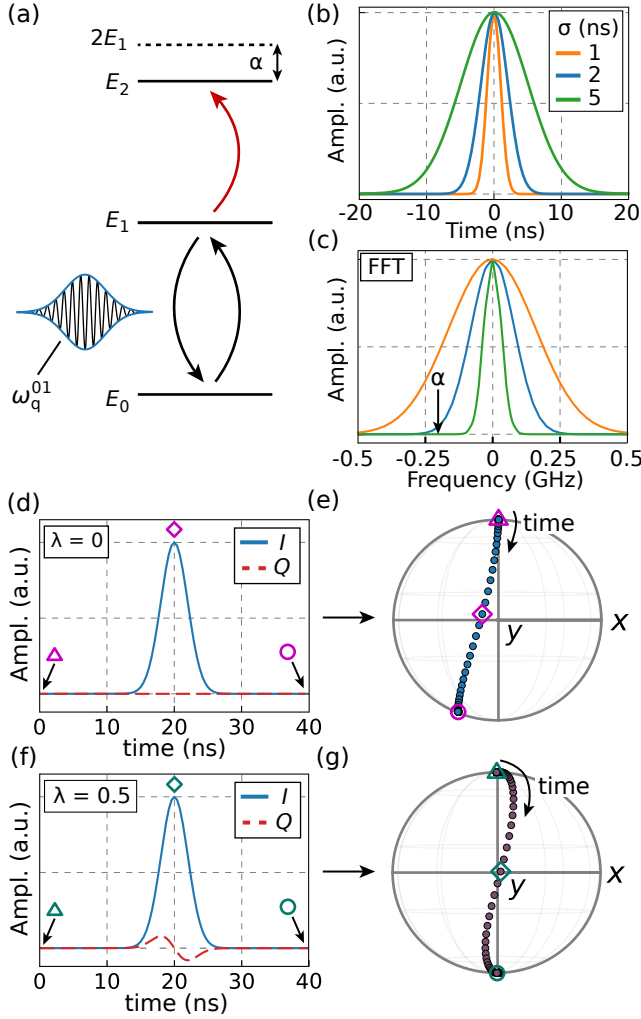 (a)
2E₁
α
E₂
E₁
ω_q^01
E₀
(b)
Ampl. (a.u.)
σ (ns)
1
2
5
-20 -10 0 10 20
Time (ns)
(c)
Ampl. (a.u.)
FFT
α
-0.5 -0.25 0 0.25 0.5
Frequency (GHz)
(d)
Ampl. (a.u.)
λ = 0
I
Q
0 10 20 30 40
time (ns)
(e)
time
y
x
(f)
Ampl. (a.u.)
λ = 0.5
I
Q
0 10 20 30 40
time (ns)
(g)
time
y
x